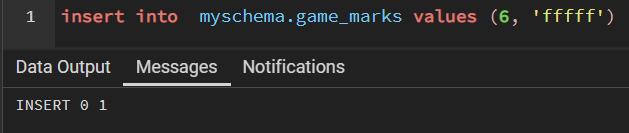 1 insert into  myschema.game_marks values (6, 'fffff')
Data Output Messages Notifications
INSERT 0 1